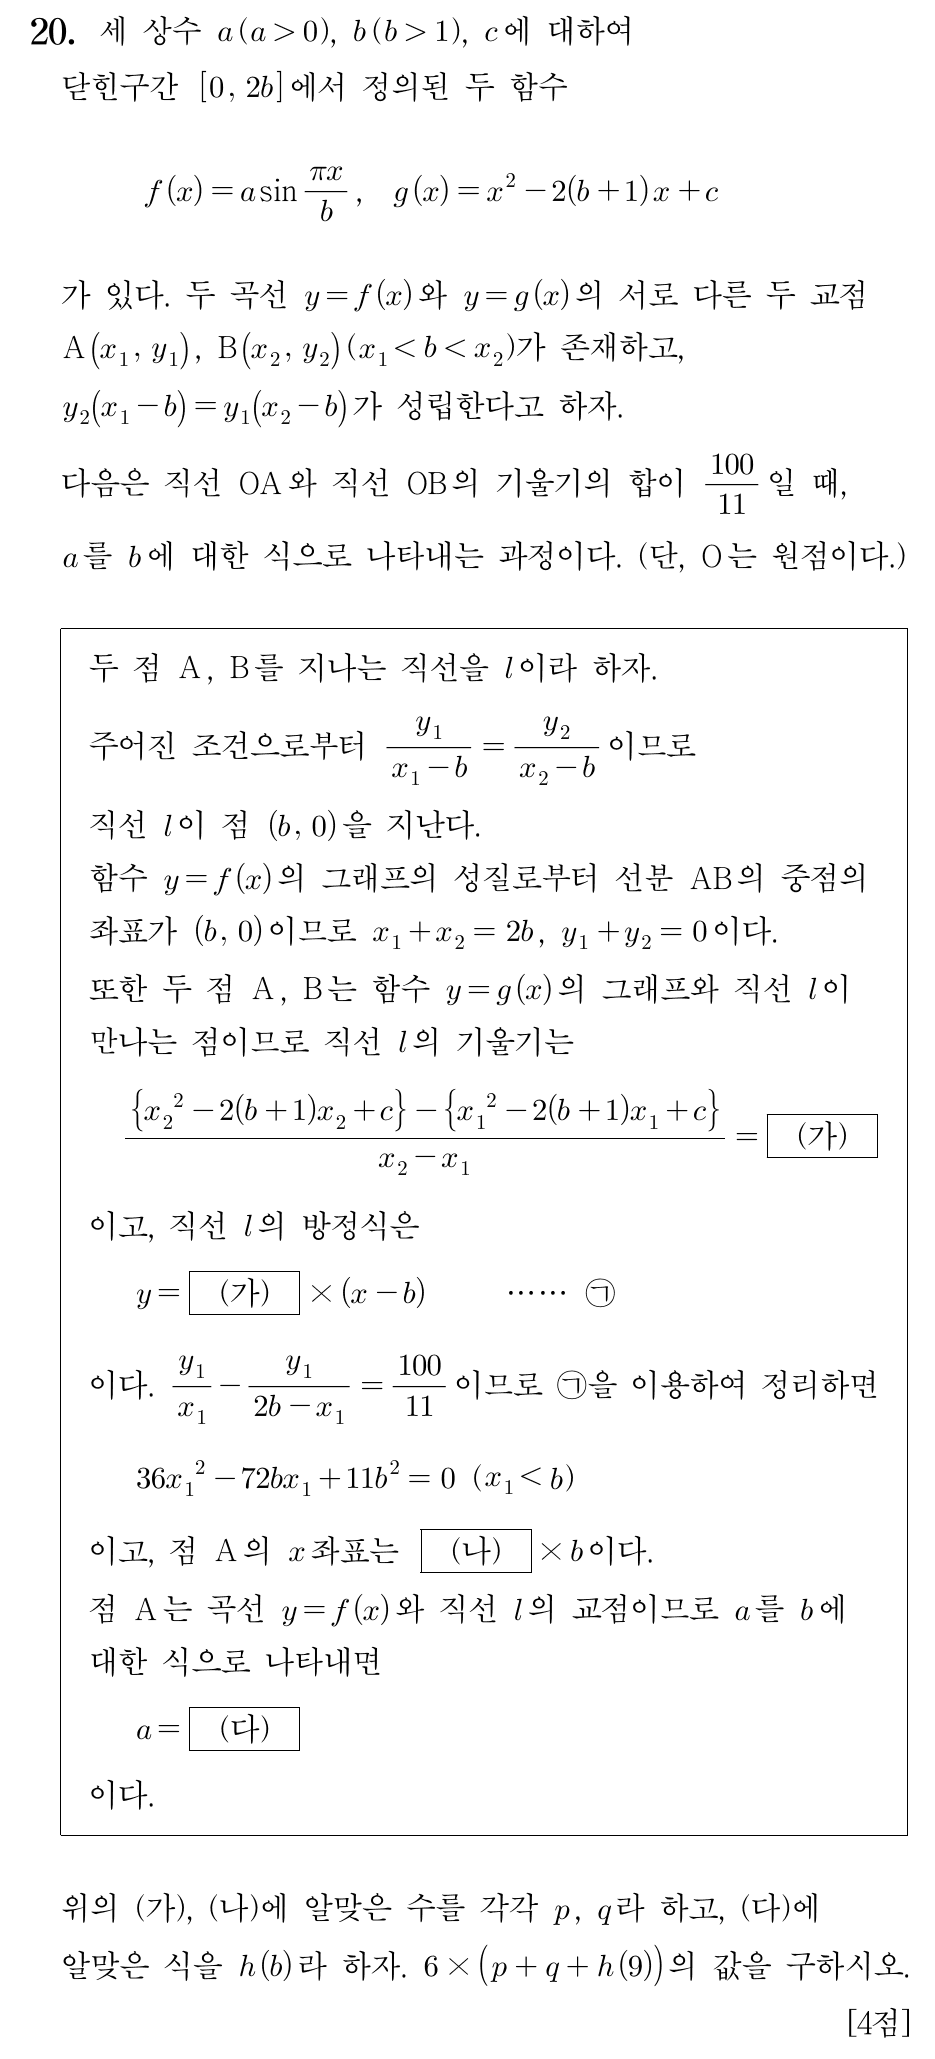 20. 세 상수 a(a>0), b(b>1), c에 대하여
닫힌구간 [0, 2b]에서 정의된 두 함수
f(x)=a sin πx/b, g(x)=x²−2(b+1)x+c
가 있다. 두 곡선 y=f(x)와 y=g(x)의 서로 다른 두 교점
A(x₁, y₁), B(x₂, y₂)(x₁<b<x₂)가 존재하고,
y₂(x₁−b)=y₁(x₂−b)가 성립한다고 하자.
다음은 직선 OA와 직선 OB의 기울기의 합이 100/11일 때,
a를 b에 대한 식으로 나타내는 과정이다. (단, O는 원점이다.)
두 점 A, B를 지나는 직선을 l이라 하자.
주어진 조건으로부터 y₁/(x₁−b)=y₂/(x₂−b)이므로
직선 l이 점 (b, 0)을 지난다.
함수 y=f(x)의 그래프의 성질로부터 선분 AB의 중점의
좌표가 (b, 0)이므로 x₁+x₂=2b, y₁+y₂=0이다.
또한 두 점 A, B는 함수 y=g(x)의 그래프와 직선 l이
만나는 점이므로 직선 l의 기울기는
({x₂²−2(b+1)x₂+c}−{x₁²−2(b+1)x₁+c})/(x₂−x₁)= (가)
이고, 직선 l의 방정식은
y= (가) ×(x−b) …… ㉠
이다. y₁/x₁−y₁/(2b−x₁)=100/11이므로 ㉠을 이용하여 정리하면
36x₁²−72bx₁+11b²=0 (x₁<b)
이고, 점 A의 x좌표는 (나) ×b이다.
점 A는 곡선 y=f(x)와 직선 l의 교점이므로 a를 b에
대한 식으로 나타내면
a= (다)
이다.
위의 (가), (나)에 알맞은 수를 각각 p, q라 하고, (다)에
알맞은 식을 h(b)라 하자. 6×(p+q+h(9))의 값을 구하시오.
[4점]